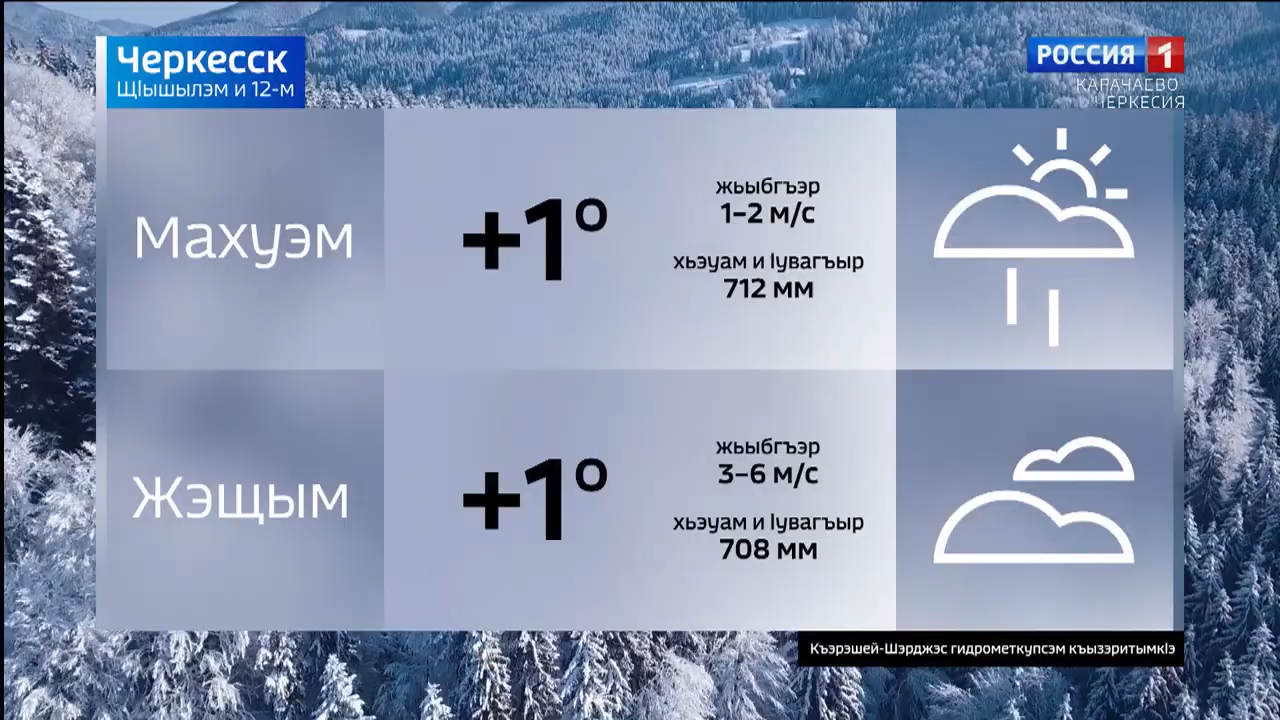 Черкесск
ЩIышылэм и 12-м
РОССИЯ 1
КАРАЧАЕВО
ЧЕРКЕСИЯ
Махуэм
+1°
жьыбгъэр
1-2 м/с
хьэуам и Iувагъыр
712 мм
Жэщым
+1°
жьыбгъэр
3-6 м/с
хьэуам и Iувагъыр
708 мм
Къэрэшей-Шэрджэс гидрометкупсэм къызэритымкIэ